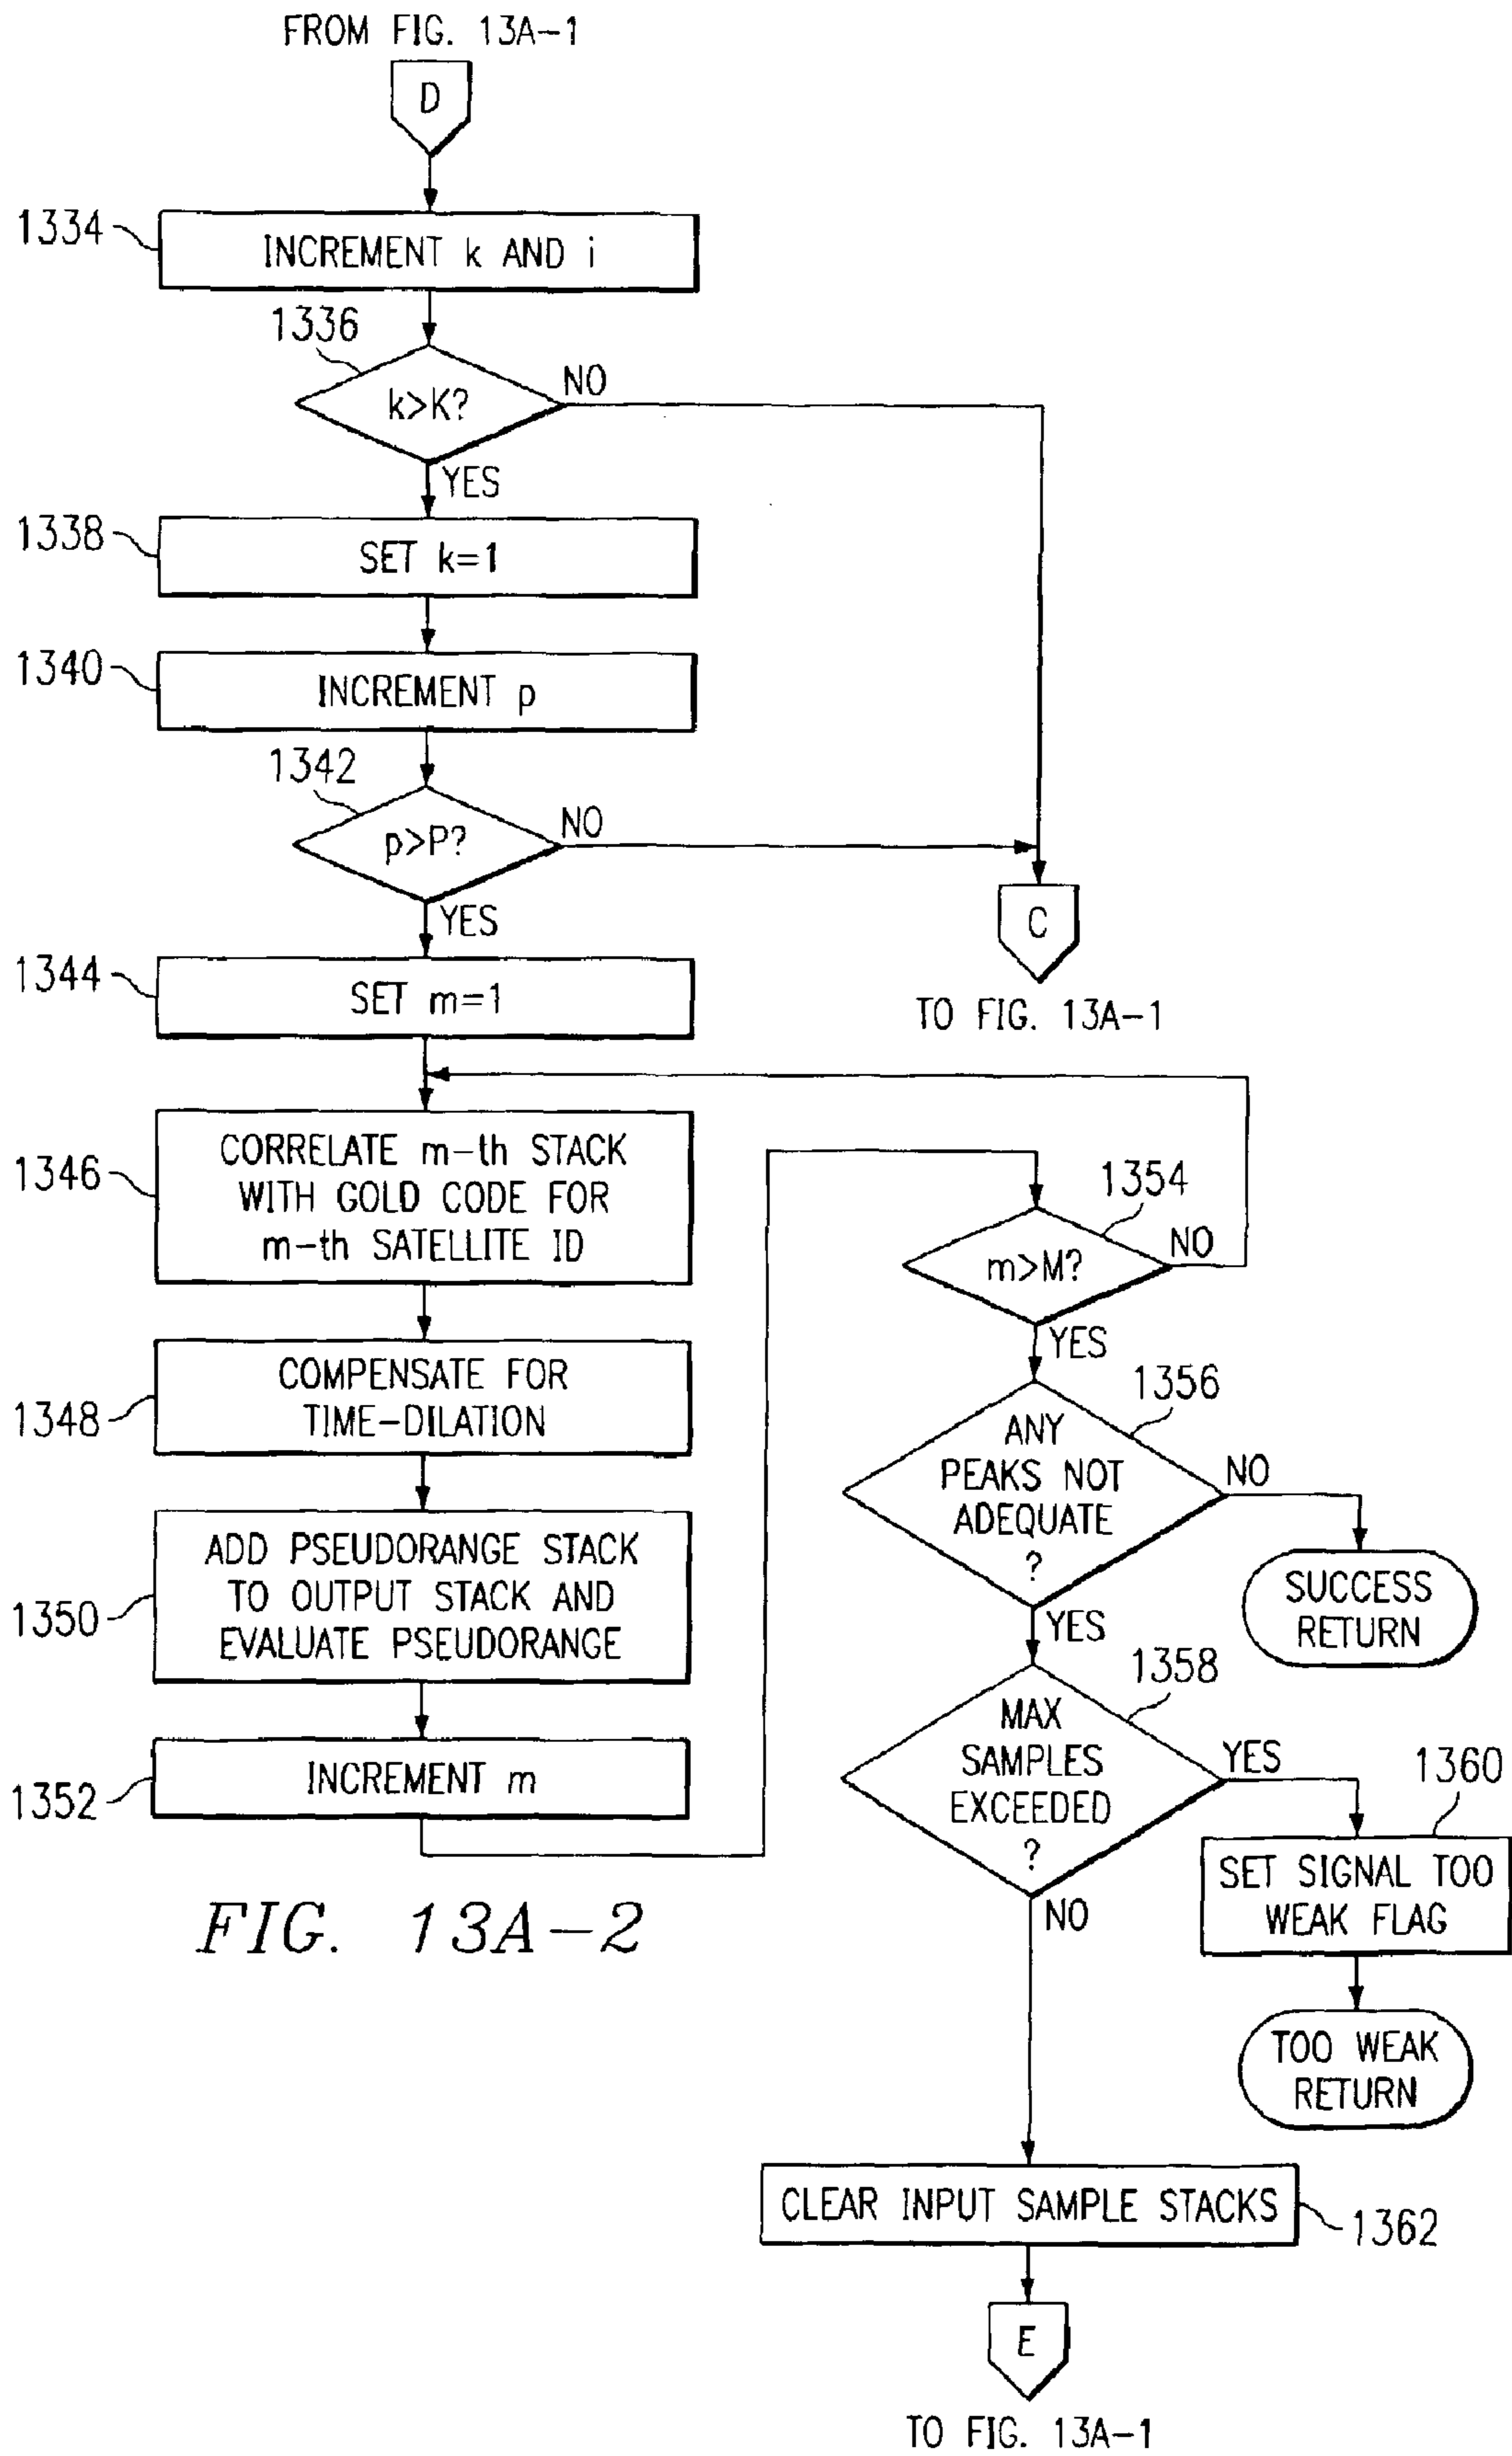 FROM FIG. 13A-1
D
1334
INCREMENT k AND i
1336
k>K?
NO
YES
1338
SET k=1
1340
INCREMENT p
1342
p>P?
NO
YES
C
TO FIG. 13A-1
1344
SET m=1
1346
CORRELATE m-th STACK
WITH GOLD CODE FOR
m-th SATELLITE ID
1348
COMPENSATE FOR
TIME-DILATION
1350
ADD PSEUDORANGE STACK
TO OUTPUT STACK AND
EVALUATE PSEUDORANGE
1352
INCREMENT m
1354
m>M?
NO
YES
1356
ANY
PEAKS NOT
ADEQUATE
?
NO
SUCCESS
RETURN
YES
1358
MAX
SAMPLES
EXCEEDED
?
YES
1360
SET SIGNAL TOO
WEAK FLAG
TOO WEAK
RETURN
NO
CLEAR INPUT SAMPLE STACKS
1362
E
TO FIG. 13A-1
FIG. 13A-2